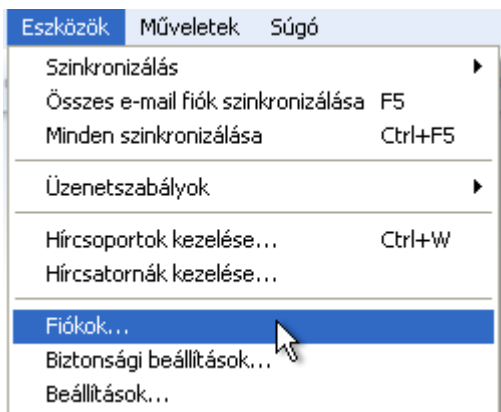 Eszközök Műveletek Súgó
Szinkronizálás
Összes e-mail fiók szinkronizálása F5
Minden szinkronizálása Ctrl+F5
Üzenetszabályok
Hírcsoportok kezelése... Ctrl+W
Hírcsatornák kezelése...
Fiókok...
Biztonsági beállítások...
Beállítások...